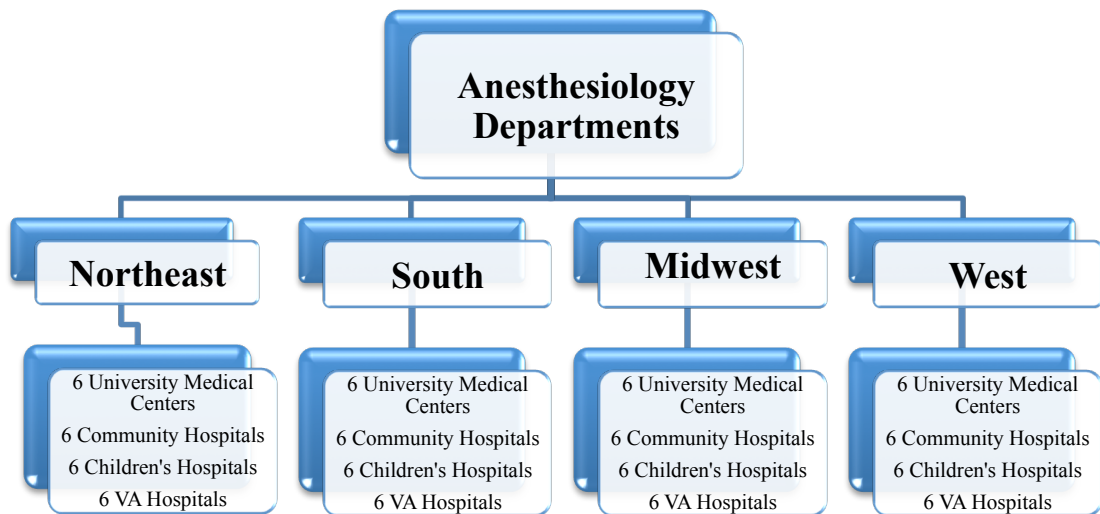 Anesthesiology
Departments
Northeast
South
Midwest
West
6 University Medical
Centers
6 Community Hospitals
6 Children's Hospitals
6 VA Hospitals
6 University Medical
Centers
6 Community Hospitals
6 Children's Hospitals
6 VA Hospitals
6 University Medical
Centers
6 Community Hospitals
6 Children's Hospitals
6 VA Hospitals
6 University Medical
Centers
6 Community Hospitals
6 Children's Hospitals
6 VA Hospitals